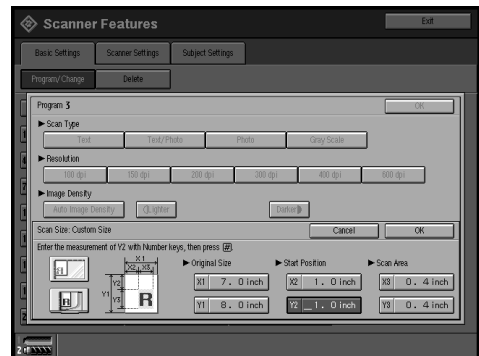 Scanner Features
Exit
Basic Settings Scanner Settings Subject Settings
Program/Change Delete
Program 3 OK
► Scan Type
Text Text/Photo Photo Gray Scale
► Resolution
100 dpi 150 dpi 200 dpi 300 dpi 400 dpi 600 dpi
► Image Density
Auto Image Density Lighter Darker
Scan Size: Custom Size Cancel OK
Enter the measurement of Y2 with Number keys, then press #.
► Original Size ► Start Position ► Scan Area
X1
X2 X3
Y1 Y2 Y3
R
R
X1 7. 0 inch X2 1. 0 inch X3 0. 4 inch
Y1 8. 0 inch Y2 _1. 0 inch Y3 0. 4 inch